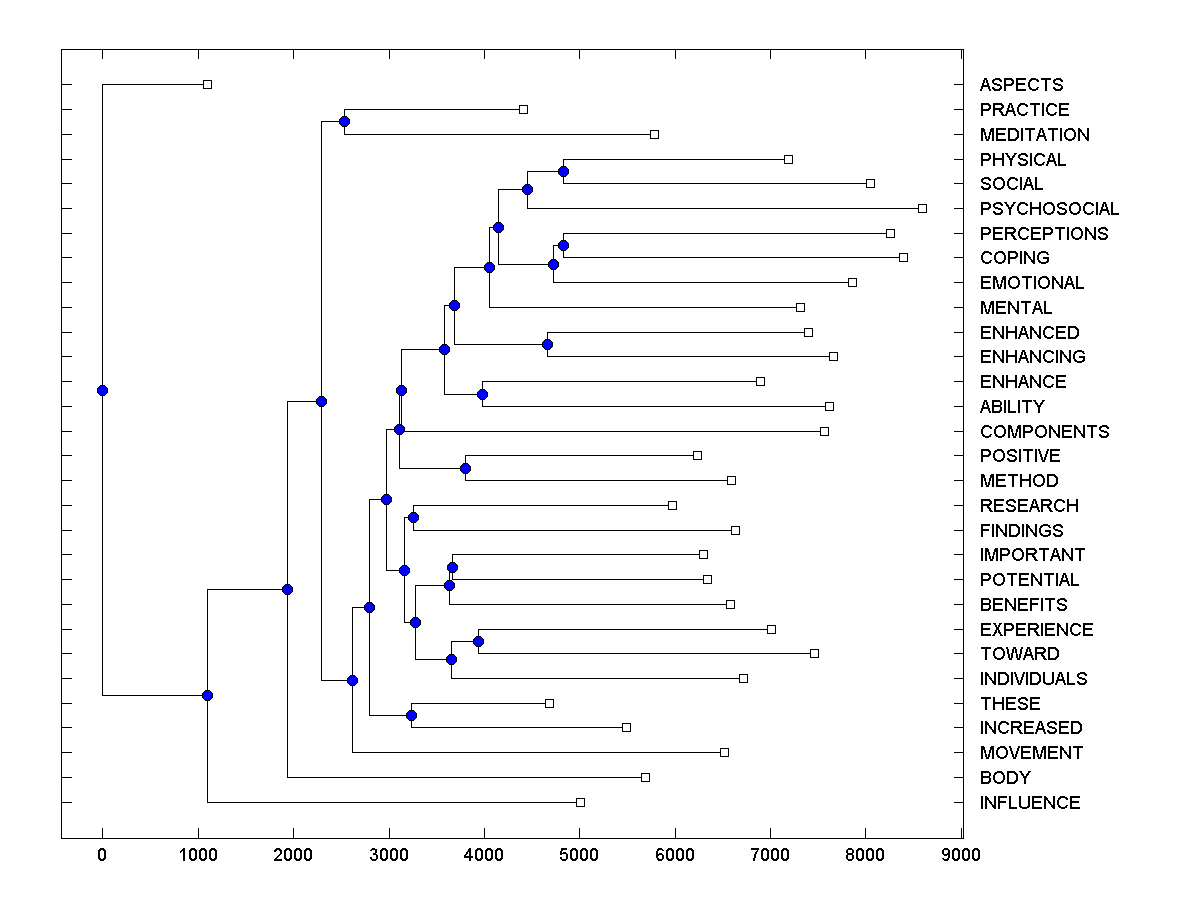 ASPECTS
PRACTICE
MEDITATION
PHYSICAL
SOCIAL
PSYCHOSOCIAL
PERCEPTIONS
COPING
EMOTIONAL
MENTAL
ENHANCED
ENHANCING
ENHANCE
ABILITY
COMPONENTS
POSITIVE
METHOD
RESEARCH
FINDINGS
IMPORTANT
POTENTIAL
BENEFITS
EXPERIENCE
TOWARD
INDIVIDUALS
THESE
INCREASED
MOVEMENT
BODY
INFLUENCE
0 1000 2000 3000 4000 5000 6000 7000 8000 9000